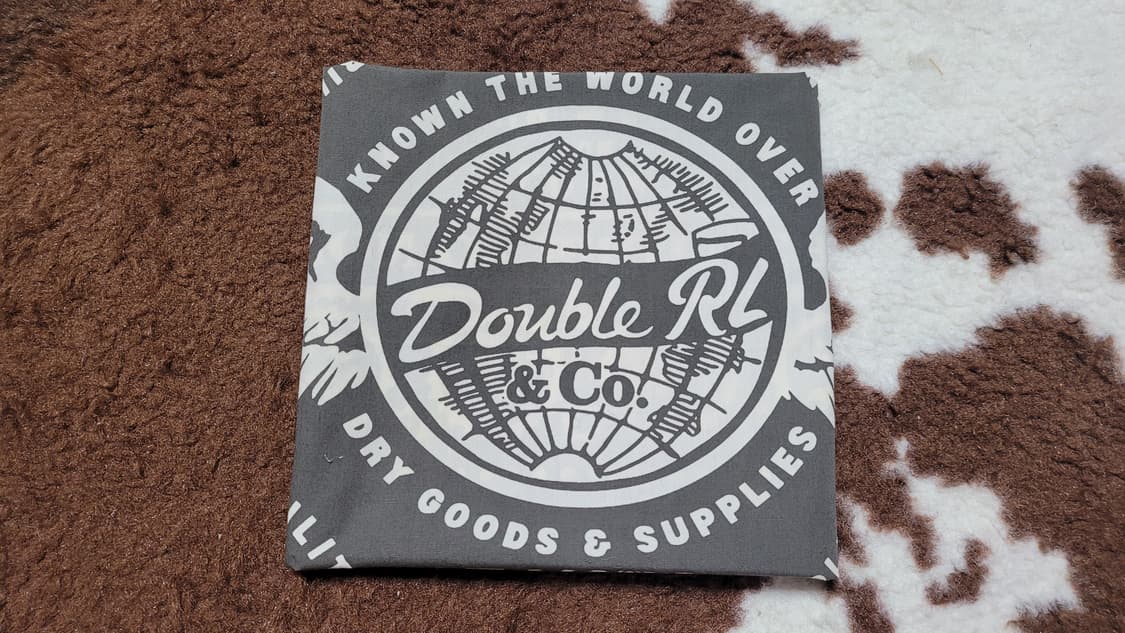 KNOWN THE WORLD OVER
Double RL
& Co.
DRY GOODS & SUPPLIES